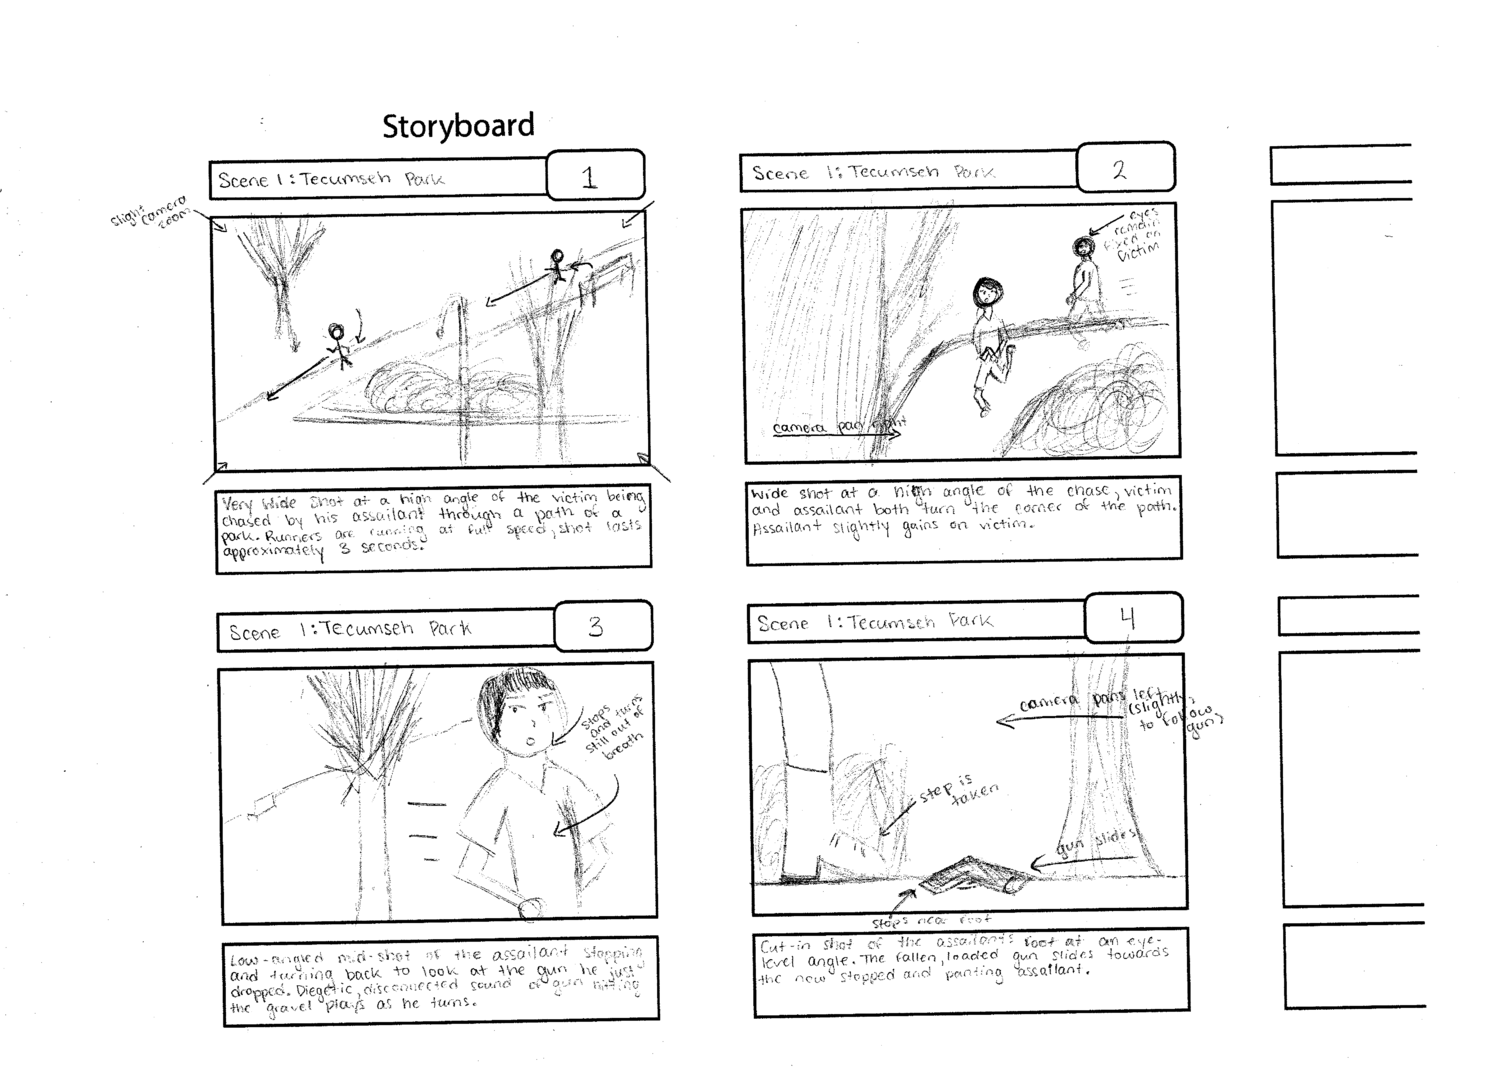 Storyboard
Scene 1: Tecumseh Park
1
slight camera
zoom
Very wide shot at a high angle of the victim being
chased by his assailant through a path of a
park. Runners are running at full speed, shot lasts
approximately 3 seconds.
Scene 1: Tecumseh Park
2
eyes
remain
fixed on
victim
camera pan right
Wide shot at a high angle of the chase, victim
and assailant both turn the corner of the path.
Assailant slightly gains on victim.
Scene 1: Tecumseh Park
3
stops
and turns
still out of
breath
Low-angled mid-shot of the assailant stopping
and turning back to look at the gun he just
dropped. Diegetic, disconnected sound of gun hitting
the gravel plays as he turns.
Scene 1: Tecumseh Park
4
camera pans left
(slightly,
to follow
gun)
step is
taken
gun slides
stops near foot
Cut-in shot of the assailants foot at an eye-
level angle. The fallen, loaded gun slides towards
the now stopped and panting assailant.